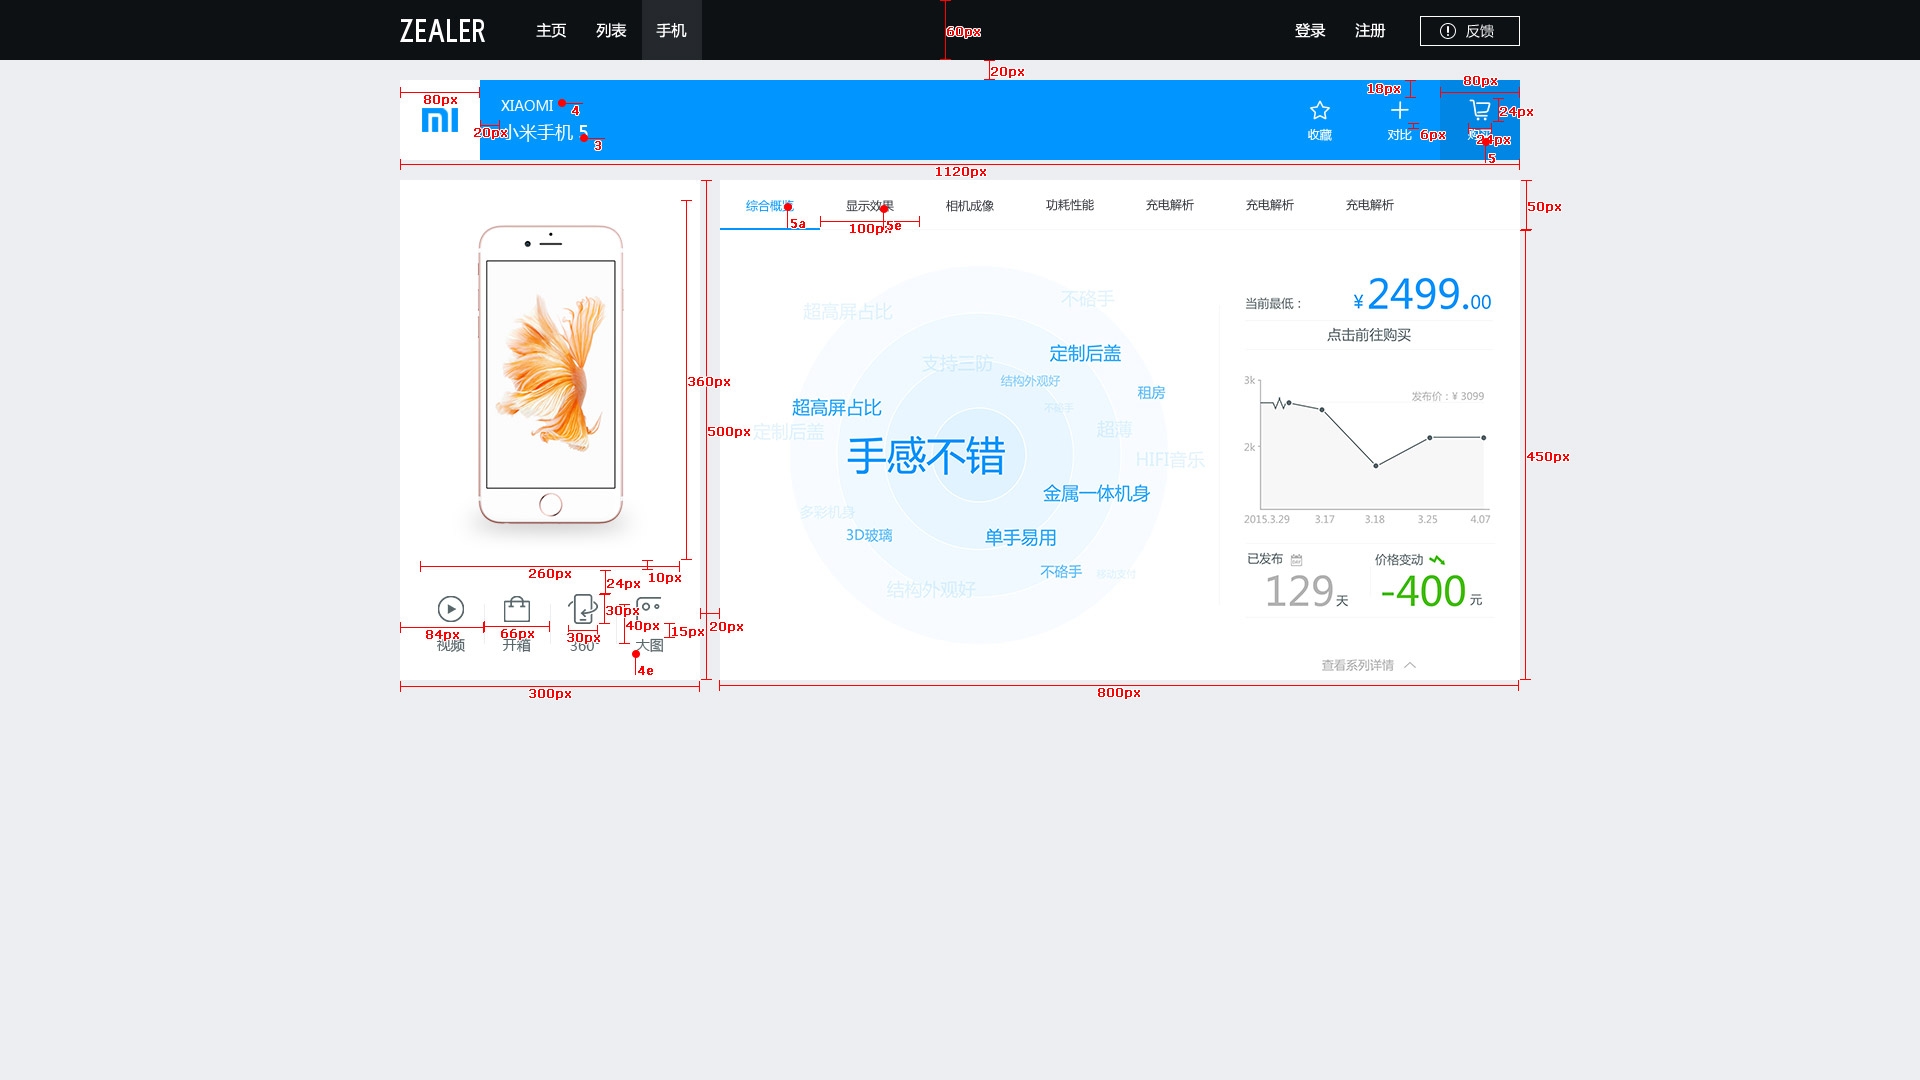 ZEALER 主页 列表 手机 60px 登录 注册 反馈
20px
80px 18px 80px
XIAOMI 4 24px
20px 小米手机 5 3 收藏 对比 6px 24px 5
1120px
综合概览 显示效果 相机成像 功耗性能 充电解析 充电解析 充电解析 50px
5a 100px 5e
360px
500px
450px
超高屏占比 不硌手
支持三防 定制后盖
结构外观好 租房
不硌手
超高屏占比
定制后盖 超薄
手感不错 HIFI音乐
金属一体机身
多彩机身
3D玻璃 单手易用
不硌手 移动支付
结构外观好
当前最低： ¥2499.00
点击前往购买
3k
发布价：¥ 3099
2k
2015.3.29 3.17 3.18 3.25 4.07
已发布 价格变动
129天 -400元
查看系列详情
260px 10px
24px
30px
84px 66px 30px 40px 15px 20px
视频 开箱 360° 大图
4e
300px 800px